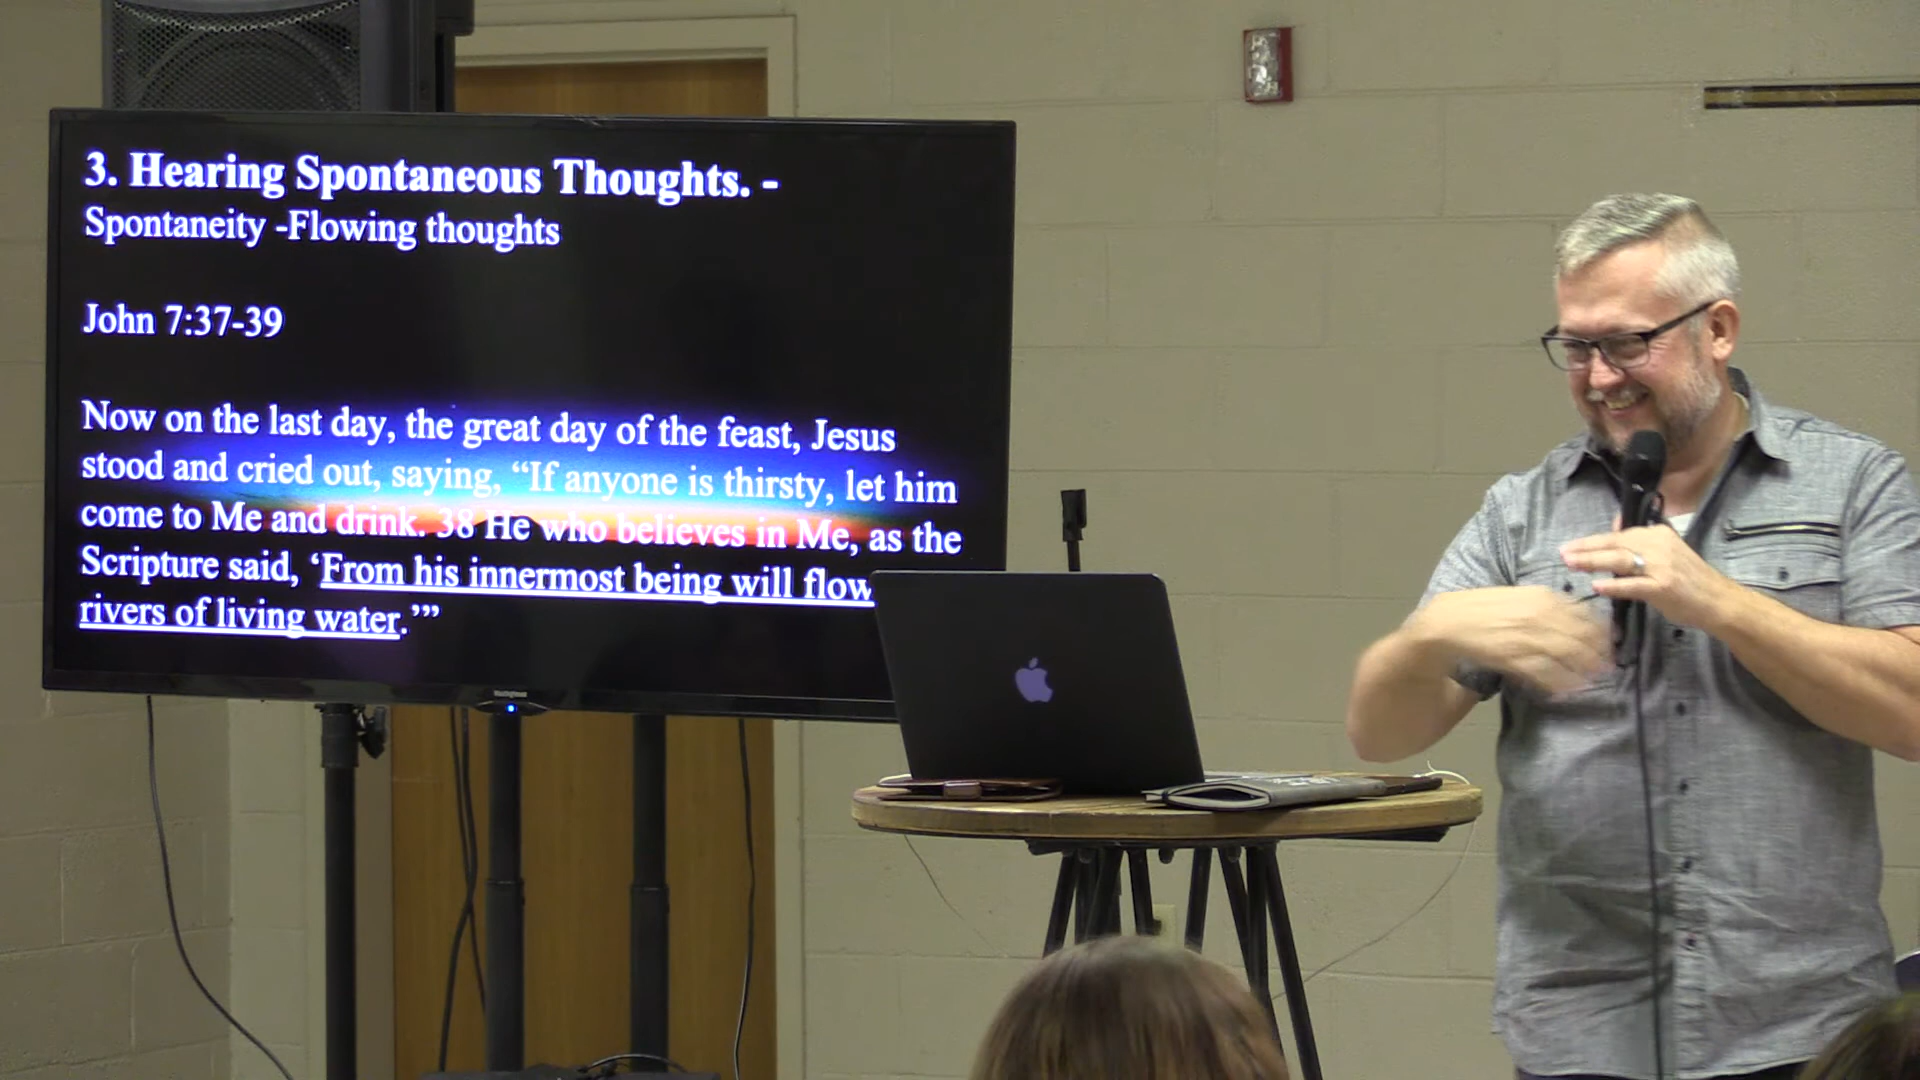 3. Hearing Spontaneous Thoughts. -
Spontaneity -Flowing thoughts
John 7:37-39
Now on the last day, the great day of the feast, Jesus
stood and cried out, saying, “If anyone is thirsty, let him
come to Me and drink. 38 He who believes in Me, as the
Scripture said, ‘From his innermost being will flow
rivers of living water.’”
Westinghouse